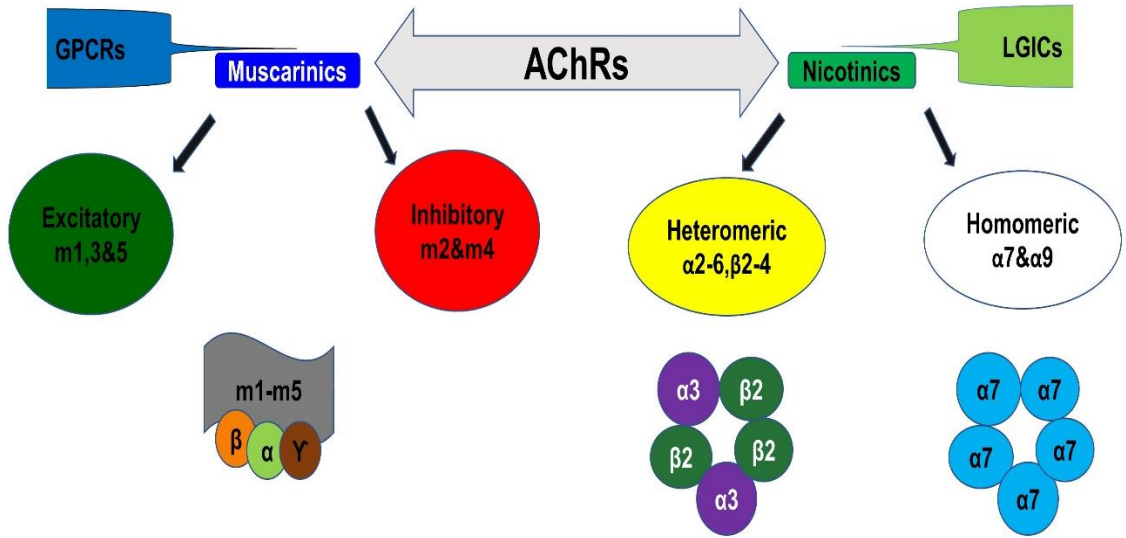 GPCRs
Muscarinics
AChRs
Nicotinics
LGICs
Excitatory
m1,3&5
Inhibitory
m2&m4
Heteromeric
α2-6,β2-4
Homomeric
α7&α9
m1-m5
β
α
ϒ
α3
β2
β2
β2
α3
α7
α7
α7
α7
α7